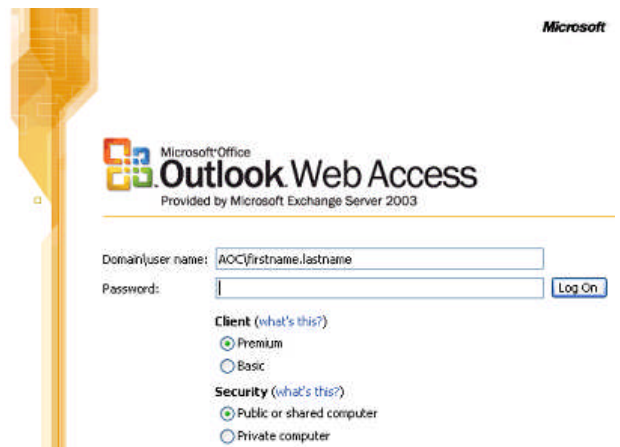 Microsoft
Microsoft Office
Outlook Web Access
Provided by Microsoft Exchange Server 2003
Domain\user name: AOC\firstname.lastname
Password: Log On
Client (what's this?)
Premium
Basic
Security (what's this?)
Public or shared computer
Private computer